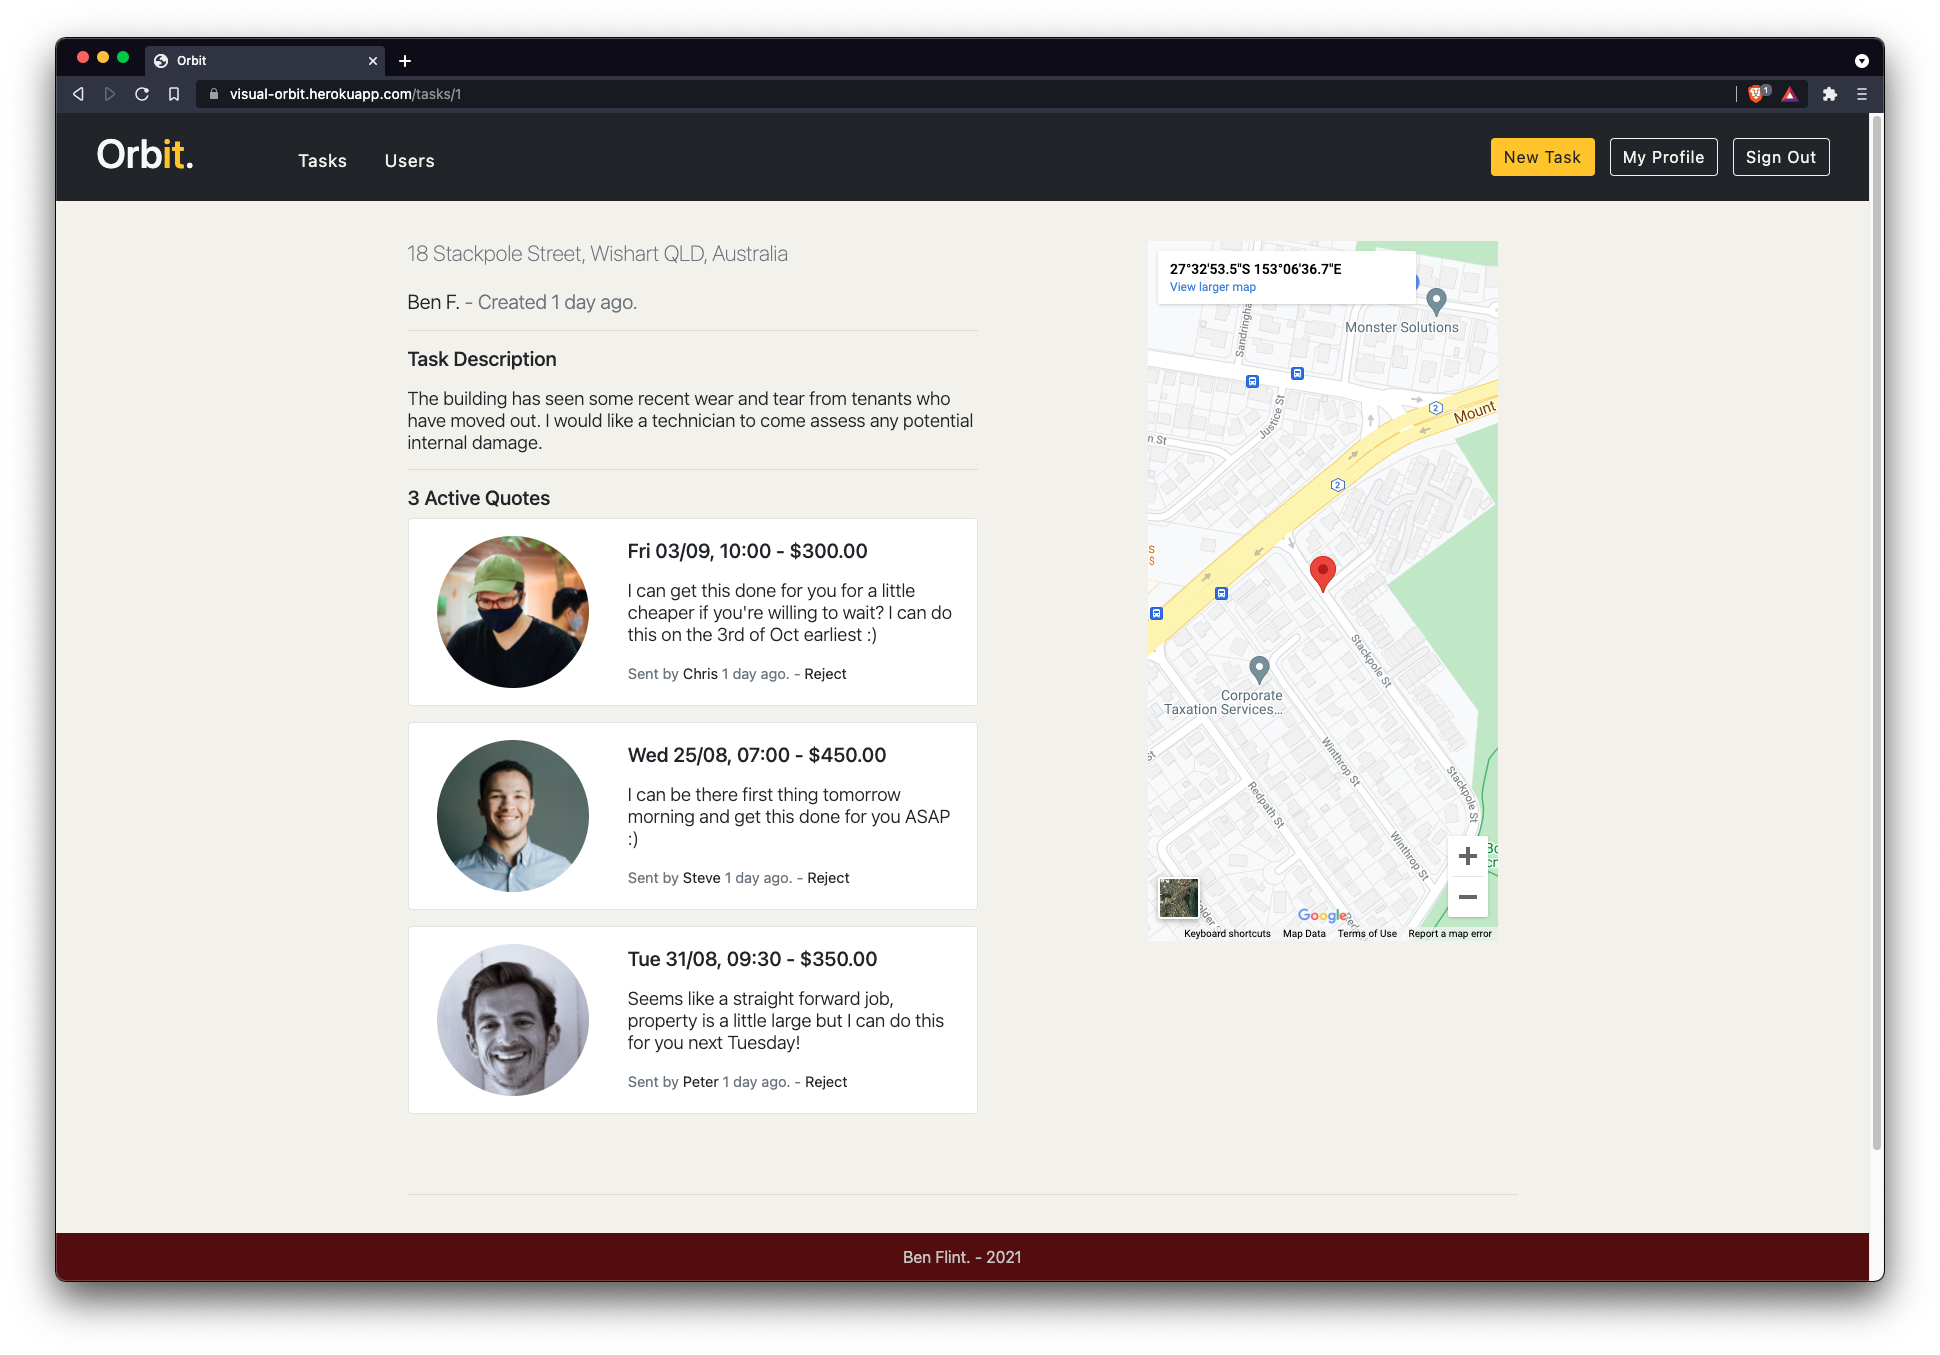 Orbit
visual-orbit.herokuapp.com/tasks/1
1
Orbit.
Tasks
Users
New Task
My Profile
Sign Out
18 Stackpole Street, Wishart QLD, Australia
Ben F. - Created 1 day ago.
Task Description
The building has seen some recent wear and tear from tenants who
have moved out. I would like a technician to come assess any potential
internal damage.
3 Active Quotes
Fri 03/09, 10:00 - $300.00
I can get this done for you for a little
cheaper if you're willing to wait? I can do
this on the 3rd of Oct earliest :)
Sent by Chris 1 day ago. - Reject
Wed 25/08, 07:00 - $450.00
I can be there first thing tomorrow
morning and get this done for you ASAP
:)
Sent by Steve 1 day ago. - Reject
Tue 31/08, 09:30 - $350.00
Seems like a straight forward job,
property is a little large but I can do this
for you next Tuesday!
Sent by Peter 1 day ago. - Reject
27°32'53.5"S 153°06'36.7"E
View larger map
Monster Solutions
Justice St
2
Mount
2
Stackpole St
Corporate
Taxation Services...
Winthrop St
Redpath St
Stackpole St
Winthrop St
Google
Keyboard shortcuts
Map Data
Terms of Use
Report a map error
Ben Flint. - 2021